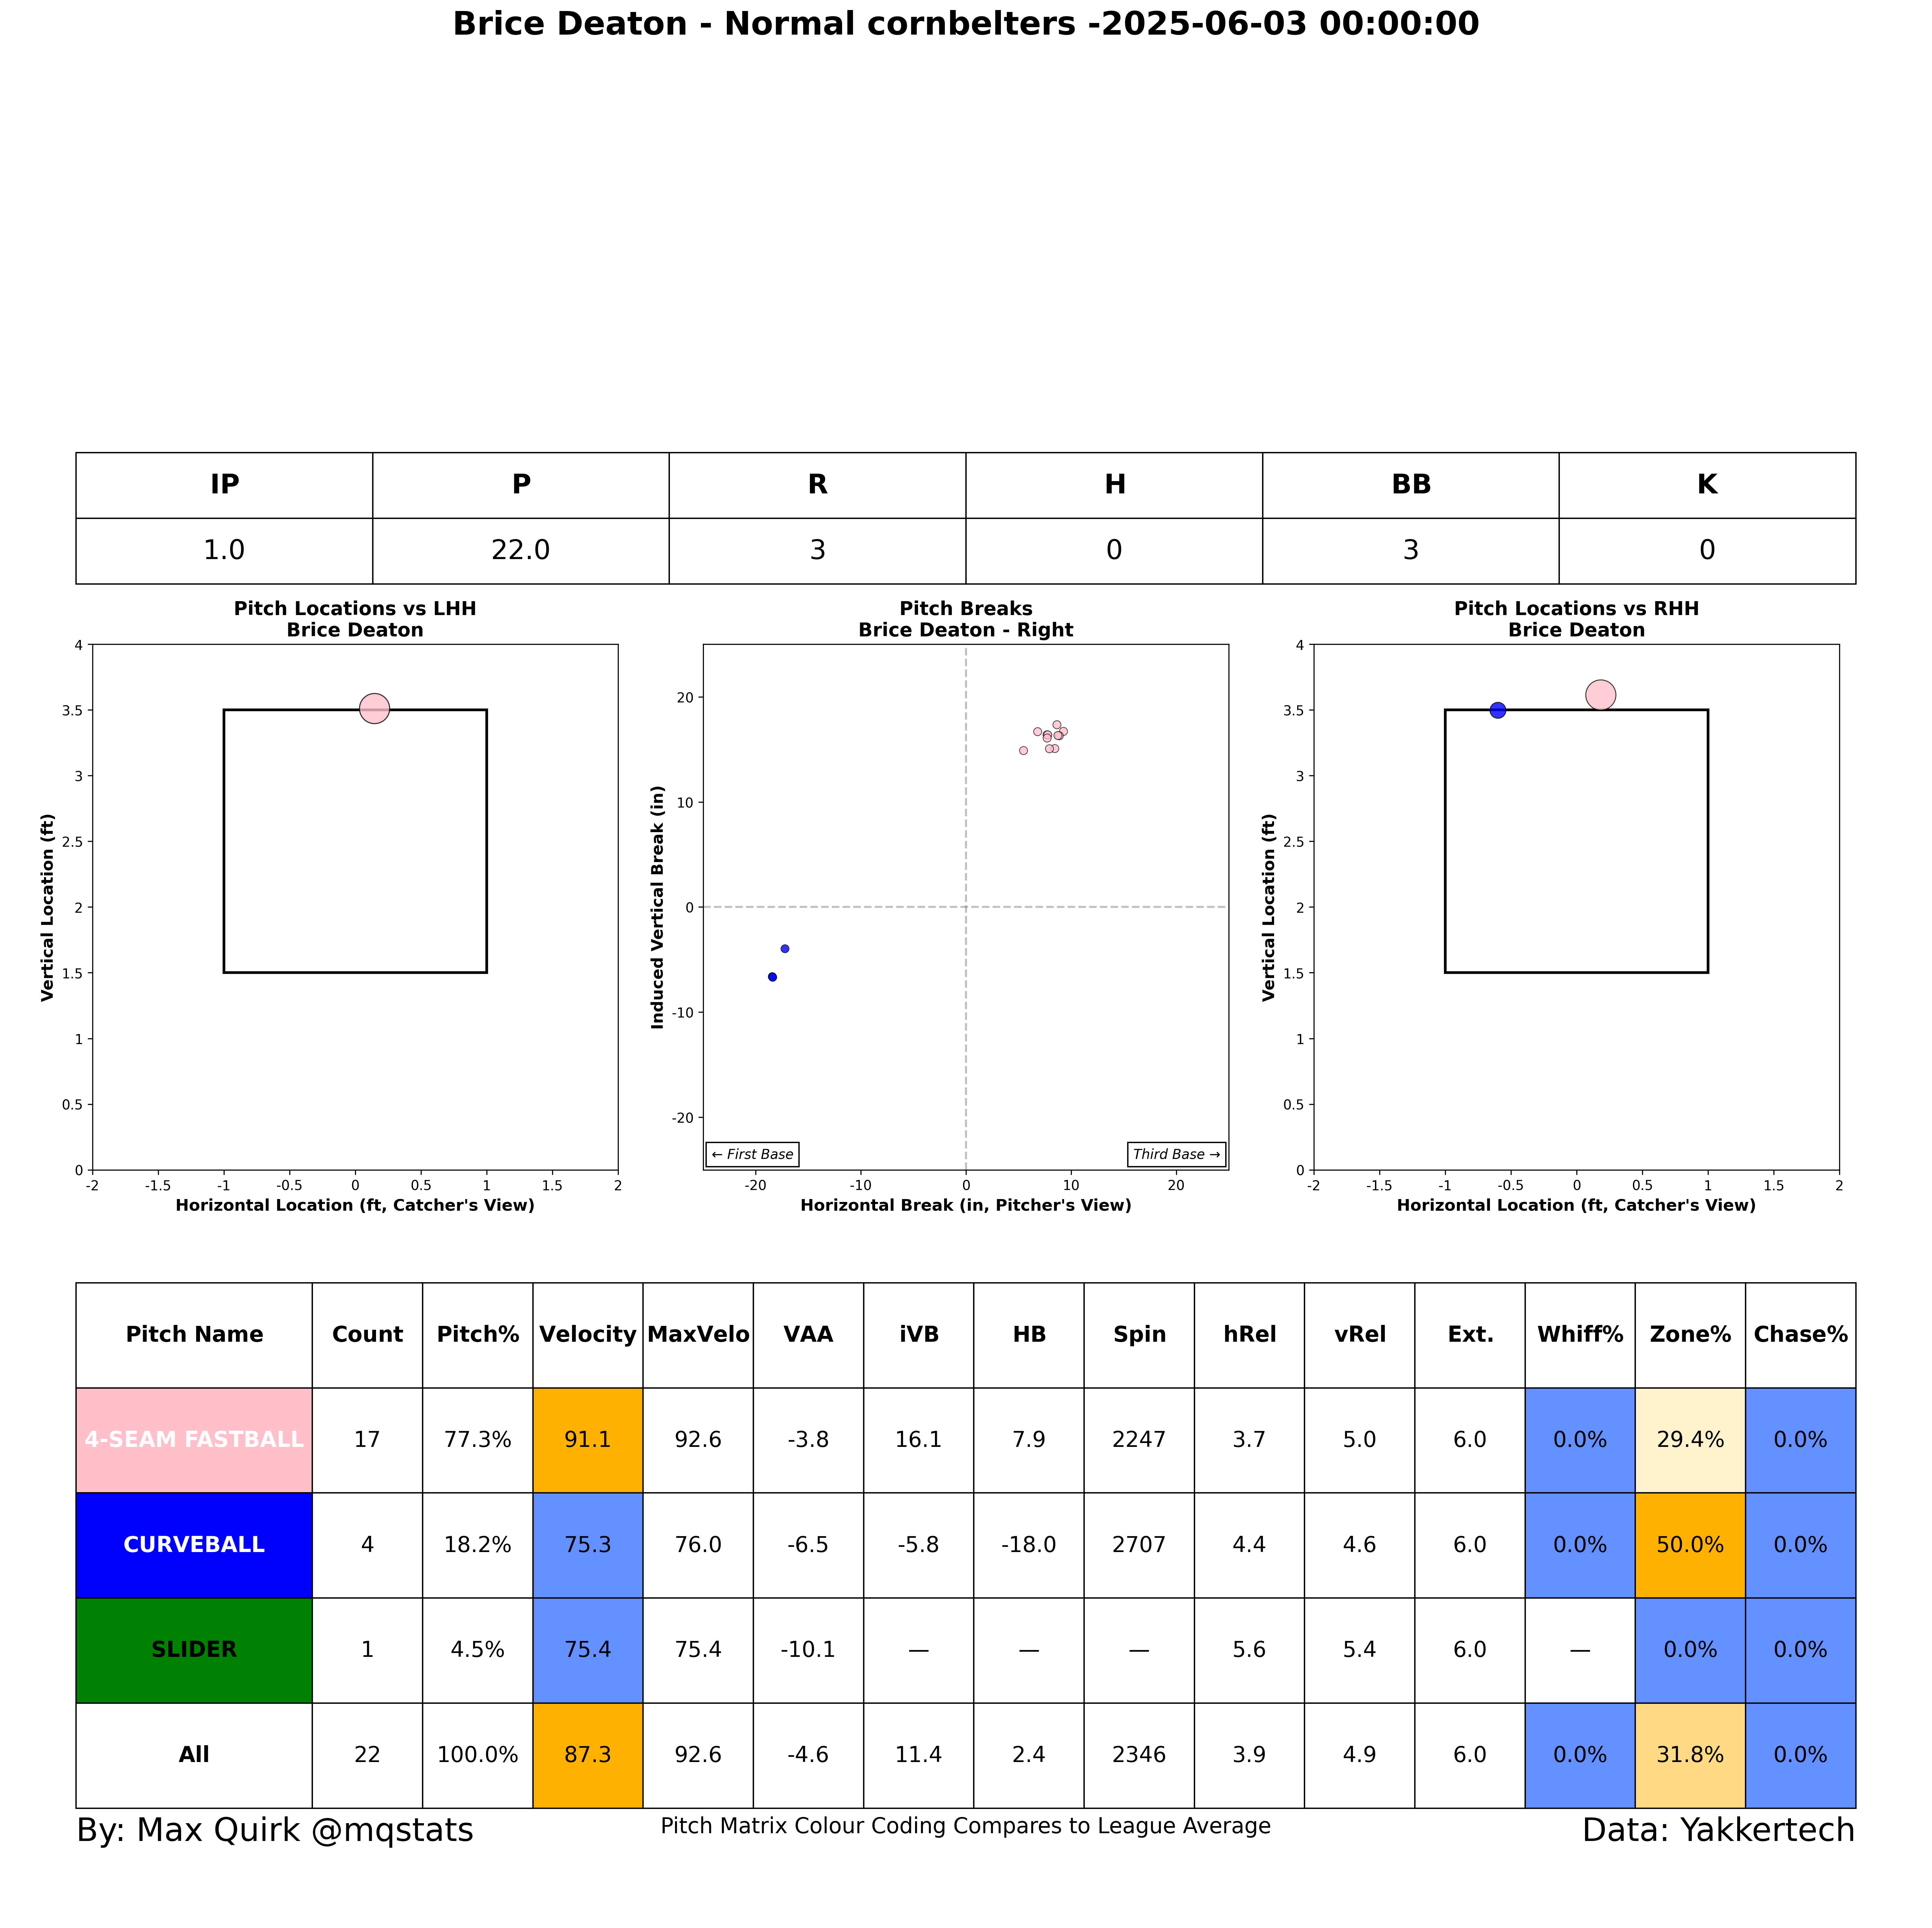 Brice Deaton - Normal cornbelters -2025-06-03 00:00:00
IP P R H BB K
1.0 22.0 3 0 3 0
Pitch Locations vs LHH
Brice Deaton
4
3.5
3
2.5
2
1.5
1
0.5
0
-2 -1.5 -1 -0.5 0 0.5 1 1.5 2
Vertical Location (ft)
Horizontal Location (ft, Catcher's View)
Pitch Breaks
Brice Deaton - Right
20
10
0
-10
-20
← First Base Third Base →
-20 -10 0 10 20
Induced Vertical Break (in)
Horizontal Break (in, Pitcher's View)
Pitch Locations vs RHH
Brice Deaton
4
3.5
3
2.5
2
1.5
1
0.5
0
-2 -1.5 -1 -0.5 0 0.5 1 1.5 2
Vertical Location (ft)
Horizontal Location (ft, Catcher's View)
Pitch Name Count Pitch% Velocity MaxVelo VAA iVB HB Spin hRel vRel Ext. Whiff% Zone% Chase%
4-SEAM FASTBALL 17 77.3% 91.1 92.6 -3.8 16.1 7.9 2247 3.7 5.0 6.0 0.0% 29.4% 0.0%
CURVEBALL 4 18.2% 75.3 76.0 -6.5 -5.8 -18.0 2707 4.4 4.6 6.0 0.0% 50.0% 0.0%
SLIDER 1 4.5% 75.4 75.4 -10.1 — — — 5.6 5.4 6.0 — 0.0% 0.0%
All 22 100.0% 87.3 92.6 -4.6 11.4 2.4 2346 3.9 4.9 6.0 0.0% 31.8% 0.0%
By: Max Quirk @mqstats Pitch Matrix Colour Coding Compares to League Average Data: Yakkertech